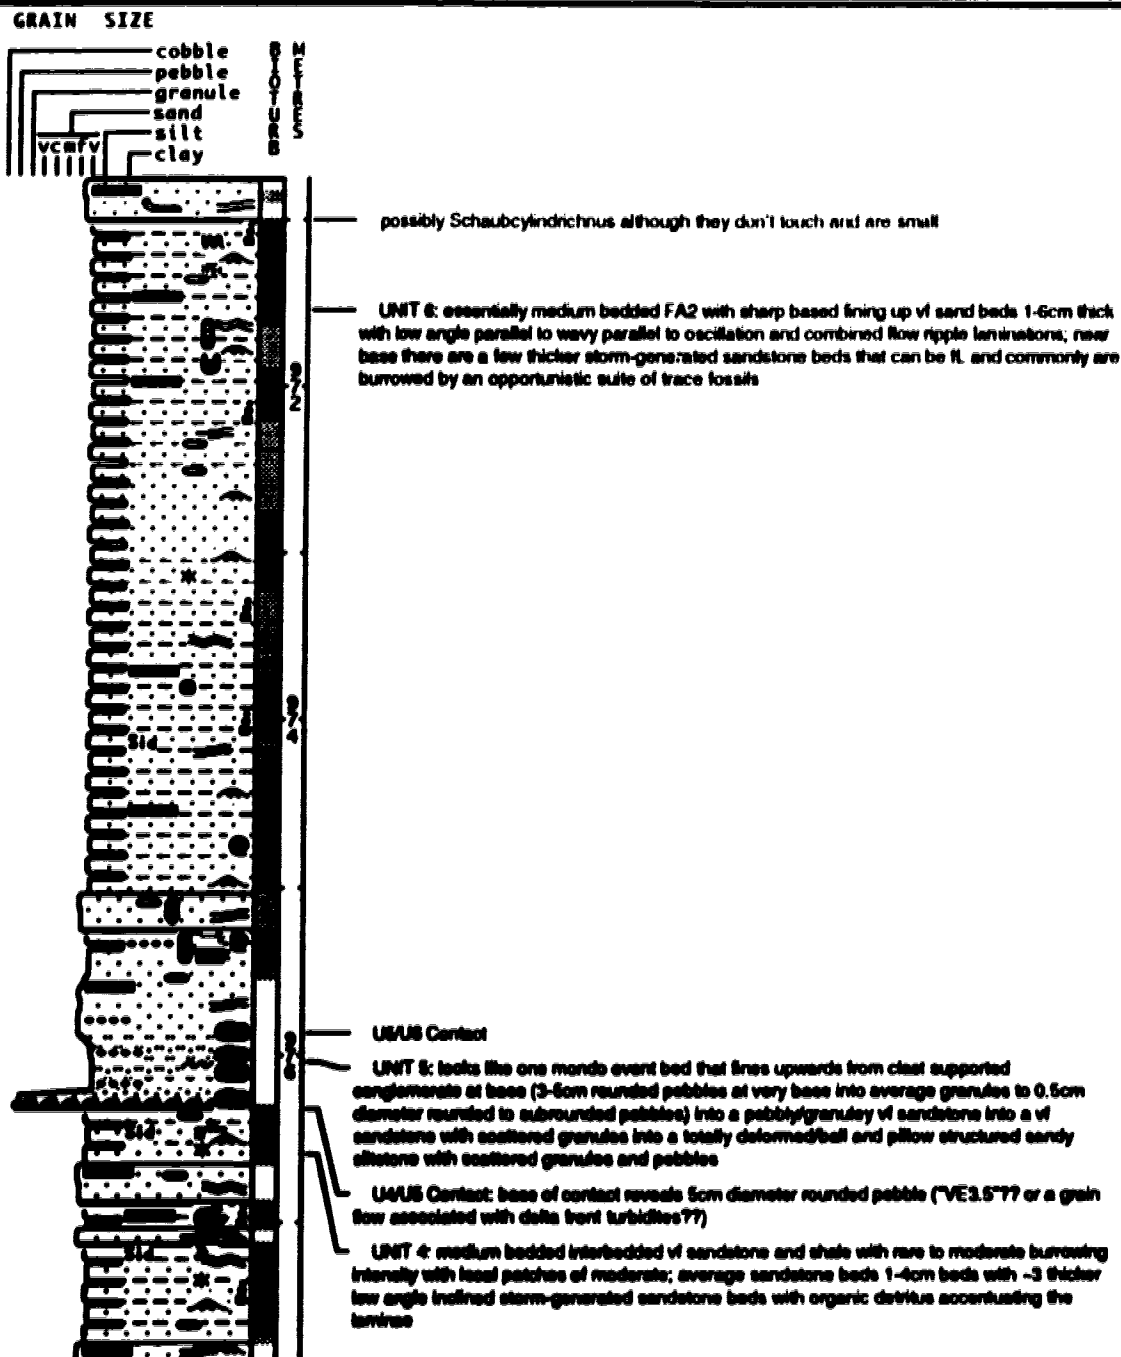 GRAIN SIZE
cobble
pebble
granule
sand
silt
vcmfv
clay
BIOTURB
METRES
possibly Schaubcylindrichnus although they don't touch and are small
UNIT 6: essentially medium bedded FA2 with sharp based fining up vf sand beds 1-6cm thick
with low angle parallel to wavy parallel to oscillation and combined flow ripple laminations; near
base there are a few thicker storm-generated sandstone beds that can be fL and commonly are
burrowed by an opportunistic suite of trace fossils
972
974
Sid
U5/U6 Contact
976
UNIT 5: looks like one mondo event bed that fines upwards from clast supported
conglomerate at base (3-5cm rounded pebbles at very base into average granules to 0.5cm
diameter rounded to subrounded pebbles) into a pebbly/granuley vf sandstone into a vf
sandstone with scattered granules into a totally deformed/ball and pillow structured sandy
siltstone with scattered granules and pebbles
Sid
U4/U5 Contact: base of contact reveals 5cm diameter rounded pebble ("VE3.5"?? or a grain
flow associated with delta front turbidites??)
Sid
UNIT 4: medium bedded interbedded vf sandstone and shale with rare to moderate burrowing
intensity with local patches of moderate; average sandstone beds 1-4cm beds with ~3 thicker
low angle inclined storm-generated sandstone beds with organic detritus accentuating the
laminae